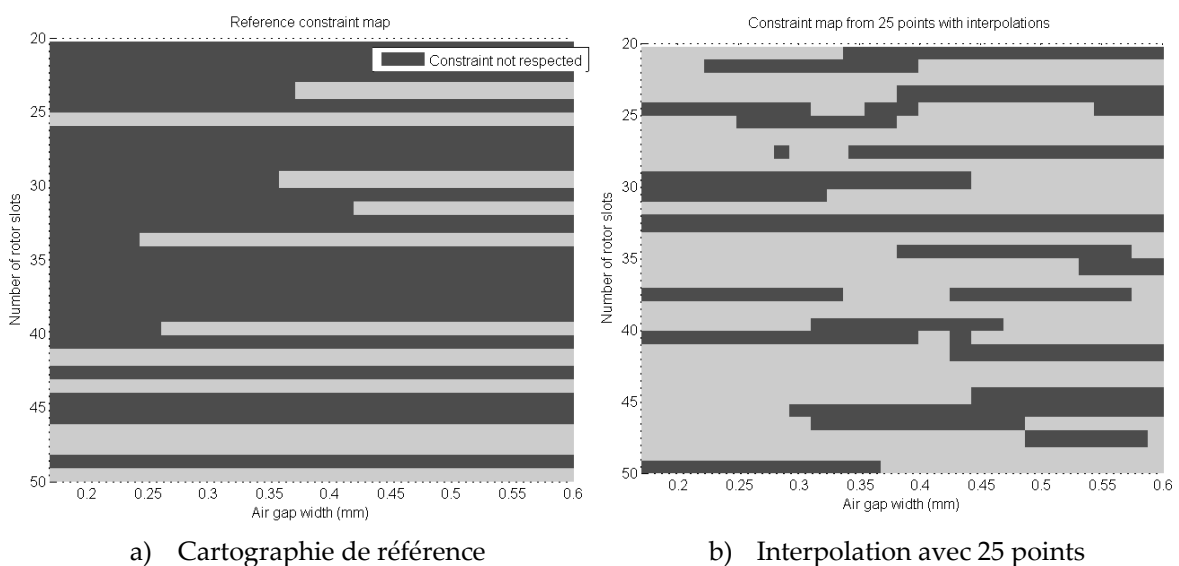 Reference constraint map
Constraint not respected
Number of rotor slots
20
25
30
35
40
45
50
0.2 0.25 0.3 0.35 0.4 0.45 0.5 0.55 0.6
Air gap width (mm)
a) Cartographie de référence
Constraint map from 25 points with interpolations
Number of rotor slots
20
25
30
35
40
45
50
0.2 0.25 0.3 0.35 0.4 0.45 0.5 0.55 0.6
Air gap width (mm)
b) Interpolation avec 25 points